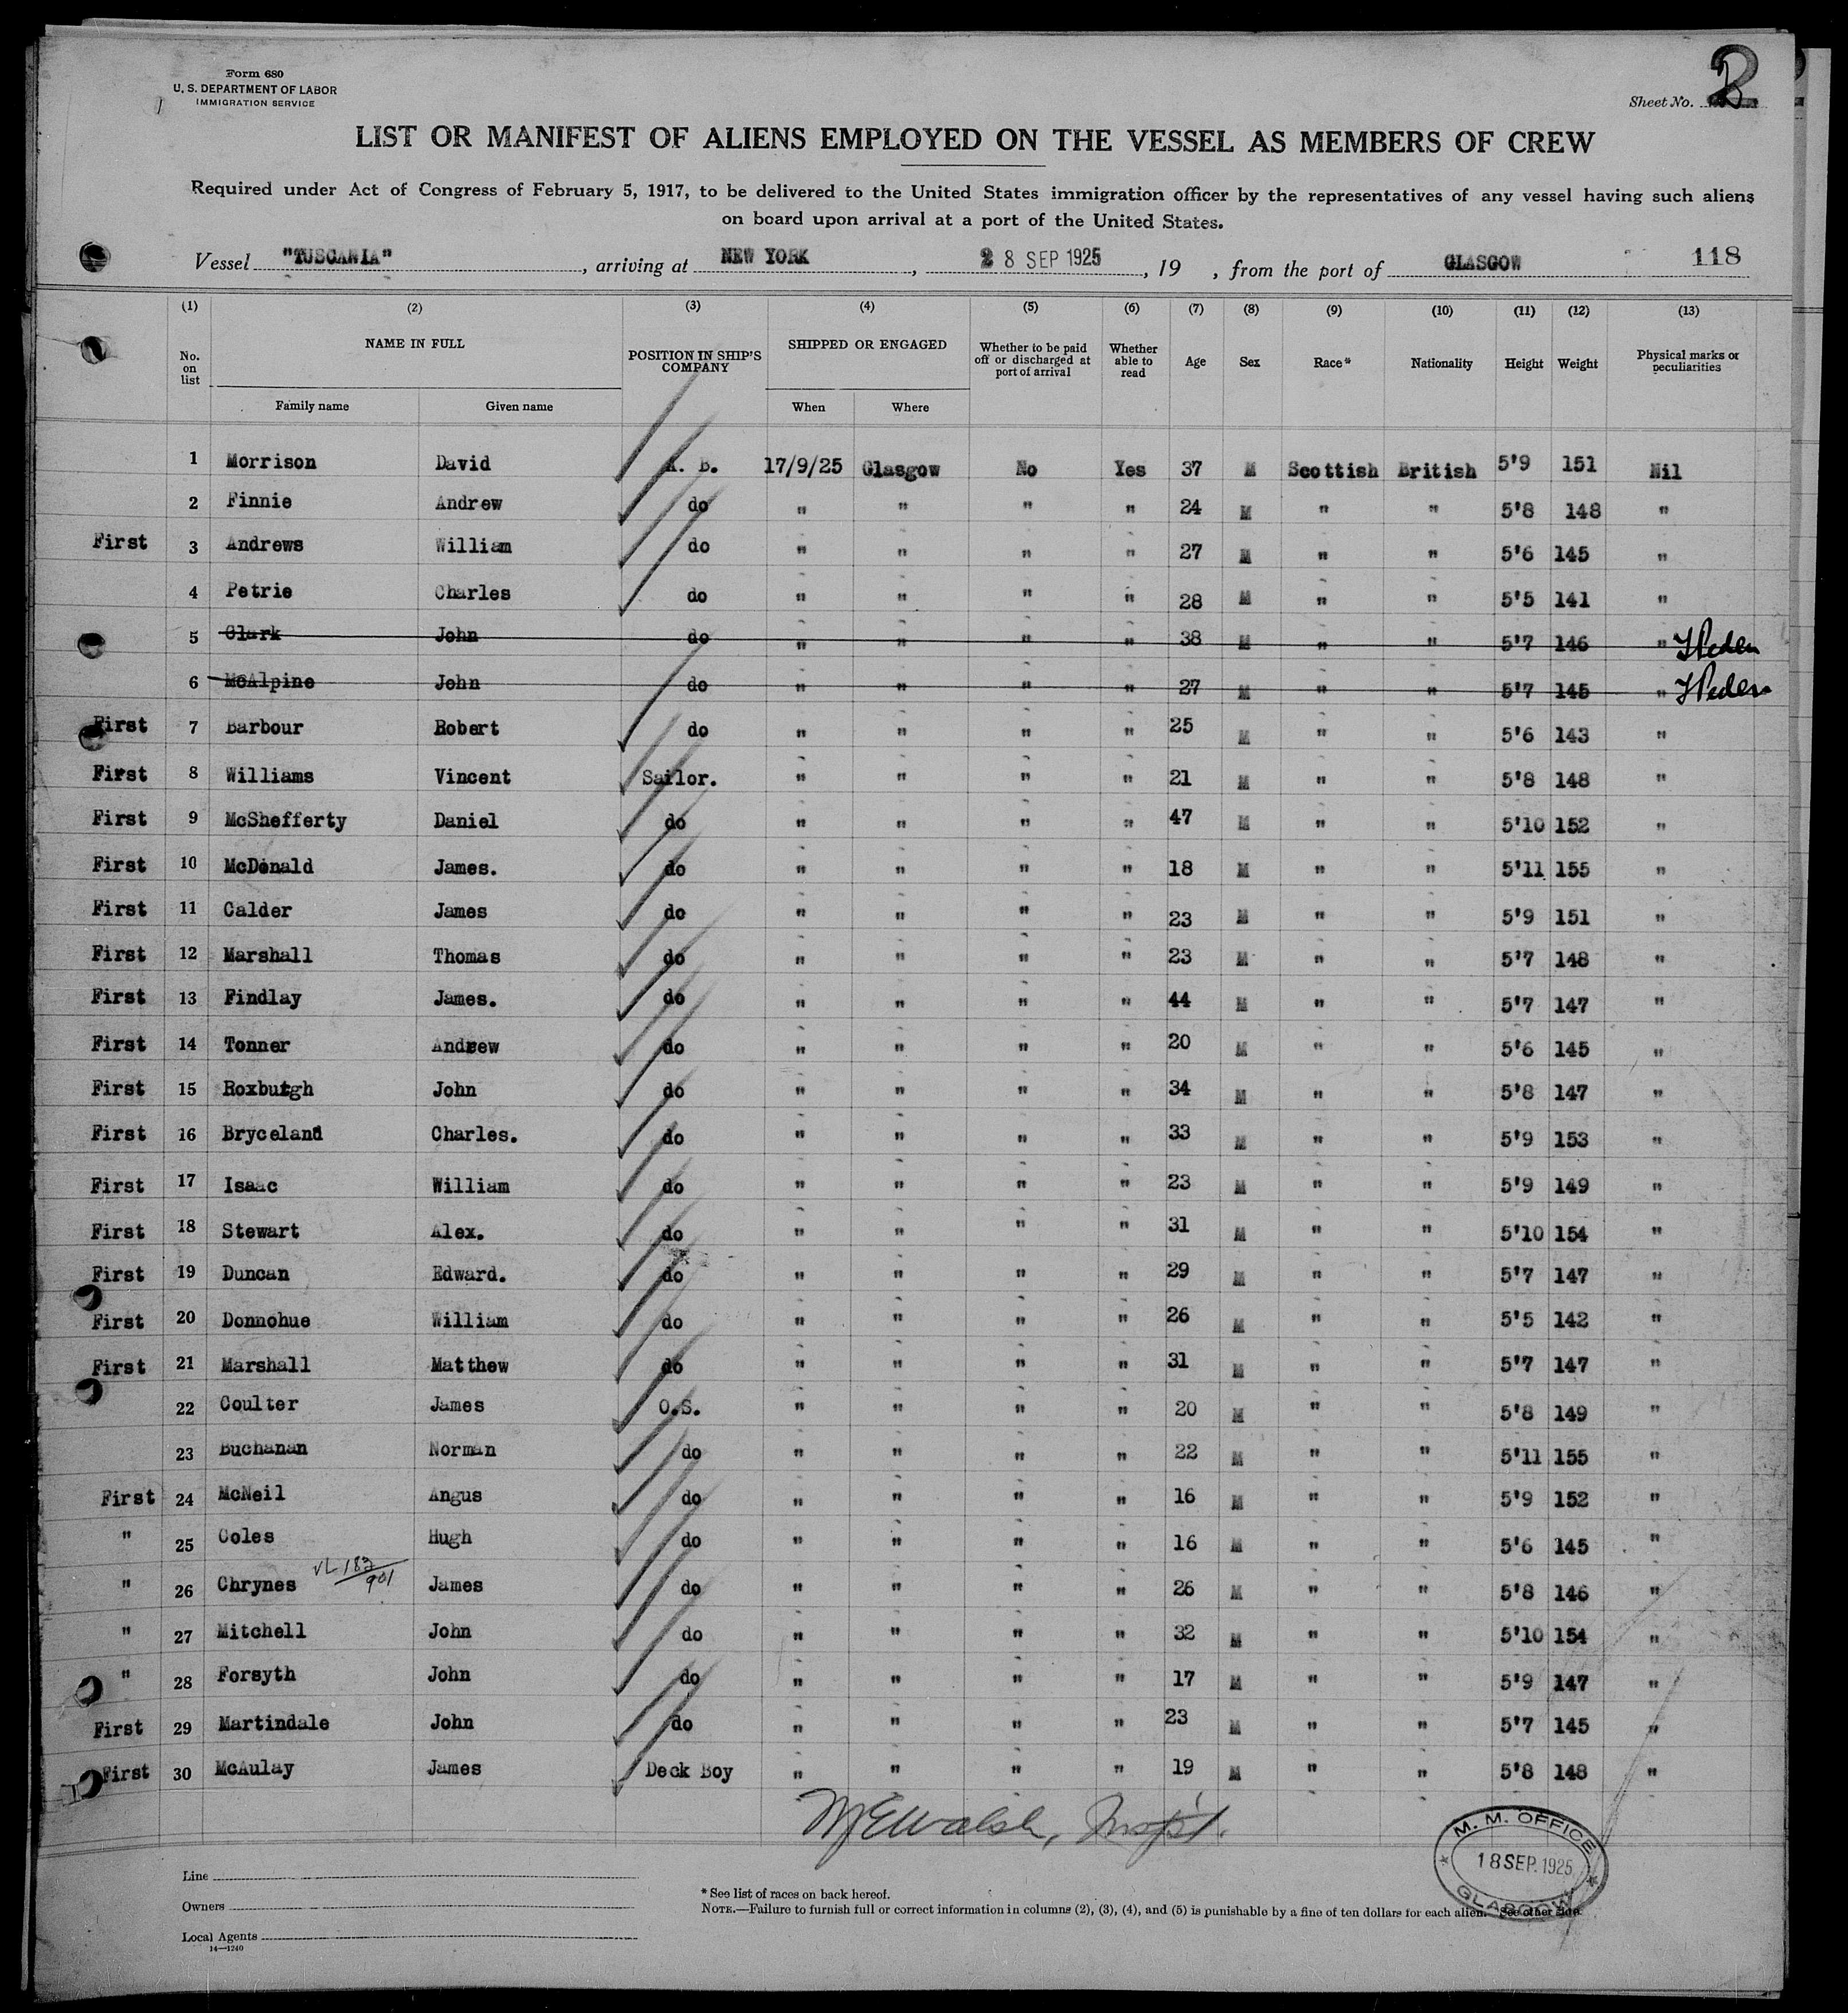 Form 680
U. S. DEPARTMENT OF LABOR
IMMIGRATION SERVICE
Sheet No. 2
LIST OR MANIFEST OF ALIENS EMPLOYED ON THE VESSEL AS MEMBERS OF CREW
Required under Act of Congress of February 5, 1917, to be delivered to the United States immigration officer by the representatives of any vessel having such aliens
on board upon arrival at a port of the United States.
Vessel "TUSCANIA", arriving at NEW YORK, 28 SEP 1925, 19 , from the port of GLASGOW 118
(1) (2) (3) (4) (5) (6) (7) (8) (9) (10) (11) (12) (13)
No. on list NAME IN FULL POSITION IN SHIP'S COMPANY SHIPPED OR ENGAGED Whether to be paid off or discharged at port of arrival Whether able to read Age Sex Race* Nationality Height Weight Physical marks or peculiarities
Family name Given name When Where
1 Morrison David A. B. 17/9/25 Glasgow No Yes 37 M Scottish British 5'9 151 Nil
2 Finnie Andrew do " " " " 24 M " " 5'8 148 "
First 3 Andrews William do " " " " 27 M " " 5'6 145 "
4 Petrie Charles do " " " " 28 M " " 5'5 141 "
5 Clark John do " " " " 38 M " " 5'7 146 "
6 McAlpine John do " " " " 27 M " " 5'7 145 "
First 7 Barbour Robert do " " " " 25 M " " 5'6 143 "
First 8 Williams Vincent Sailor. " " " " 21 M " " 5'8 148 "
First 9 McShefferty Daniel do " " " " 47 M " " 5'10 152 "
First 10 McDonald James. do " " " " 18 M " " 5'11 155 "
First 11 Calder James do " " " " 23 M " " 5'9 151 "
First 12 Marshall Thomas do " " " " 23 M " " 5'7 148 "
First 13 Findlay James. do " " " " 44 M " " 5'7 147 "
First 14 Tonner Andrew do " " " " 20 M " " 5'6 145 "
First 15 Roxburgh John do " " " " 34 M " " 5'8 147 "
First 16 Bryceland Charles. do " " " " 33 M " " 5'9 153 "
First 17 Isaac William do " " " " 23 M " " 5'9 149 "
First 18 Stewart Alex. do " " " " 31 M " " 5'10 154 "
First 19 Duncan Edward. do " " " " 29 M " " 5'7 147 "
First 20 Donnohue William do " " " " 26 M " " 5'5 142 "
First 21 Marshall Matthew do " " " " 31 M " " 5'7 147 "
22 Coulter James O.S. " " " " 20 M " " 5'8 149 "
23 Buchanan Norman do " " " " 22 M " " 5'11 155 "
First 24 McNeil Angus do " " " " 16 M " " 5'9 152 "
" 25 Coles Hugh do " " " " 16 M " " 5'6 145 "
" 26 Chrynes James do " " " " 26 M " " 5'8 146 "
" 27 Mitchell John do " " " " 32 M " " 5'10 154 "
" 28 Forsyth John do " " " " 17 M " " 5'9 147 "
First 29 Martindale John do " " " " 23 M " " 5'7 145 "
First 30 McAulay James Deck Boy " " " " 19 M " " 5'8 148 "
Walsh, Inspt.
M. M. OFFICE
18 SEP. 1925
GLASGOW
Line
Owners
Local Agents
14—1240
* See list of races on back hereof.
NOTE.—Failure to furnish full or correct information in columns (2), (3), (4), and (5) is punishable by a fine of ten dollars for each alien. See other side.